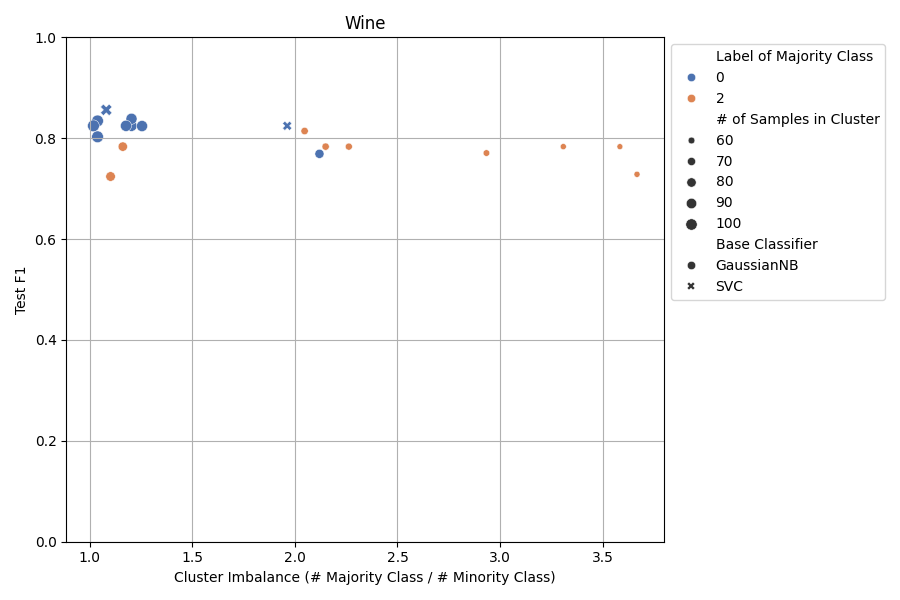 Wine
Test F1
1.0
0.8
0.6
0.4
0.2
0.0
1.0 1.5 2.0 2.5 3.0 3.5
Cluster Imbalance (# Majority Class / # Minority Class)
Label of Majority Class
0
2
# of Samples in Cluster
60
70
80
90
100
Base Classifier
GaussianNB
SVC